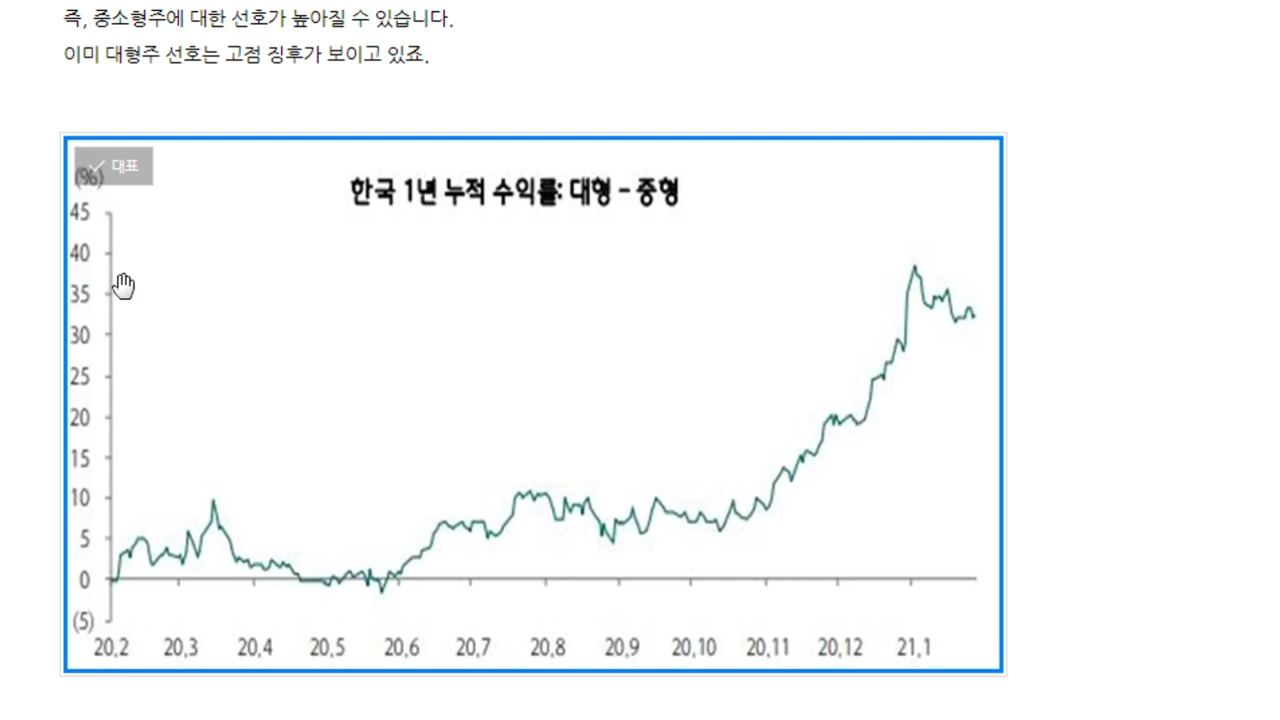 즉, 중소형주에 대한 선호가 높아질 수 있습니다.
이미 대형주 선호는 고점 징후가 보이고 있죠.
대표
(%)
한국 1년 누적 수익률: 대형 - 중형
45
40
35
30
25
20
15
10
5
0
(5)
20,2 20,3 20,4 20,5 20,6 20,7 20,8 20,9 20,10 20,11 20,12 21,1